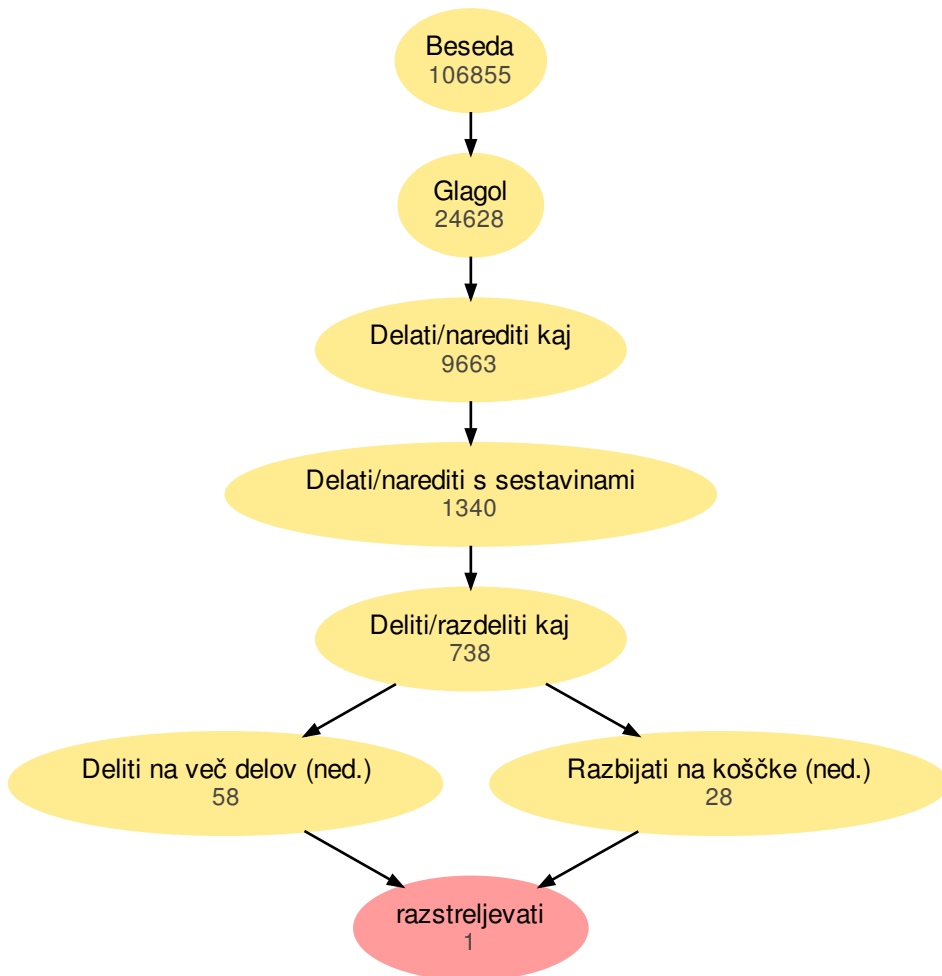 Beseda
106855
Glagol
24628
Delati/narediti kaj
9663
Delati/narediti s sestavinami
1340
Deliti/razdeliti kaj
738
Deliti na več delov (ned.)
58
Razbijati na koščke (ned.)
28
razstreljevati
1